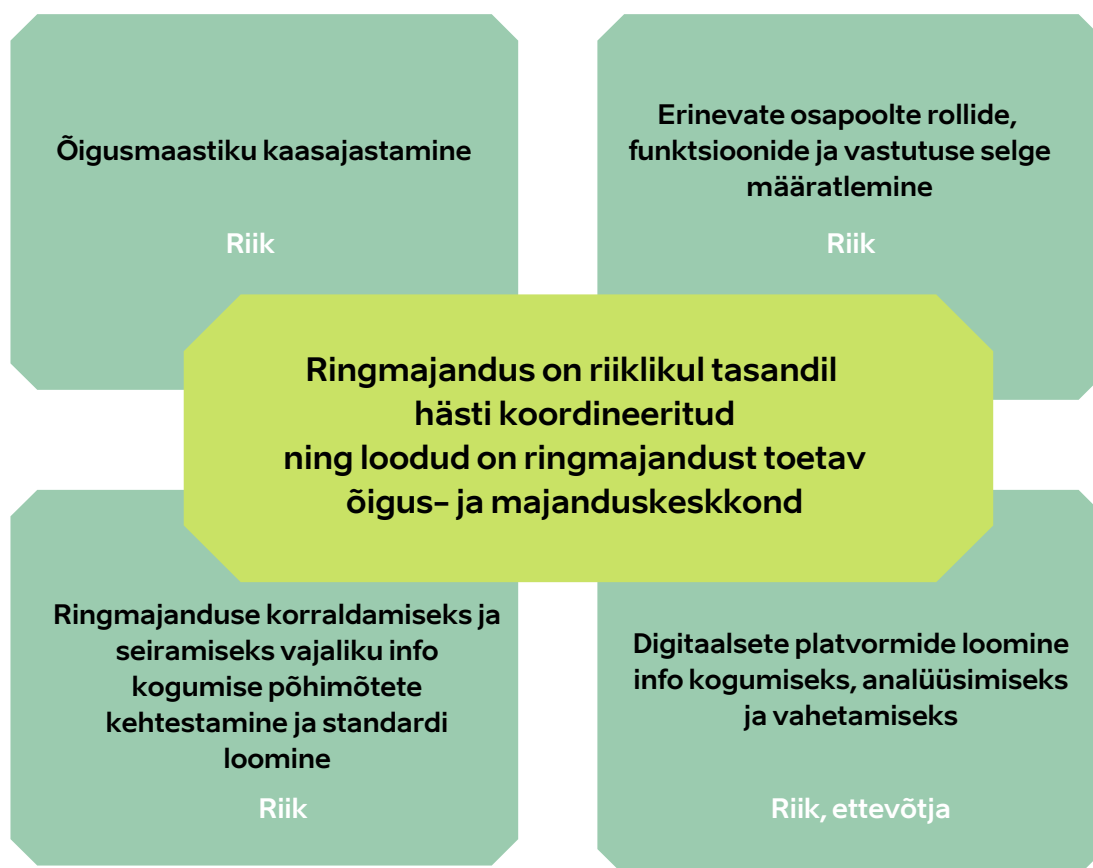 Õigusmaastiku kaasajastamine
Riik
Erinevate osapoolte rollide,
funktsioonide ja vastutuse selge
määratlemine
Riik
Ringmajandus on riiklikul tasandil
hästi koordineeritud
ning loodud on ringmajandust toetav
õigus- ja majanduskeskkond
Ringmajanduse korraldamiseks ja
seiramiseks vajaliku info
kogumise põhimõtete
kehtestamine ja standardi
loomine
Riik
Digitaalsete platvormide loomine
info kogumiseks, analüüsimiseks
ja vahetamiseks
Riik, ettevõtja